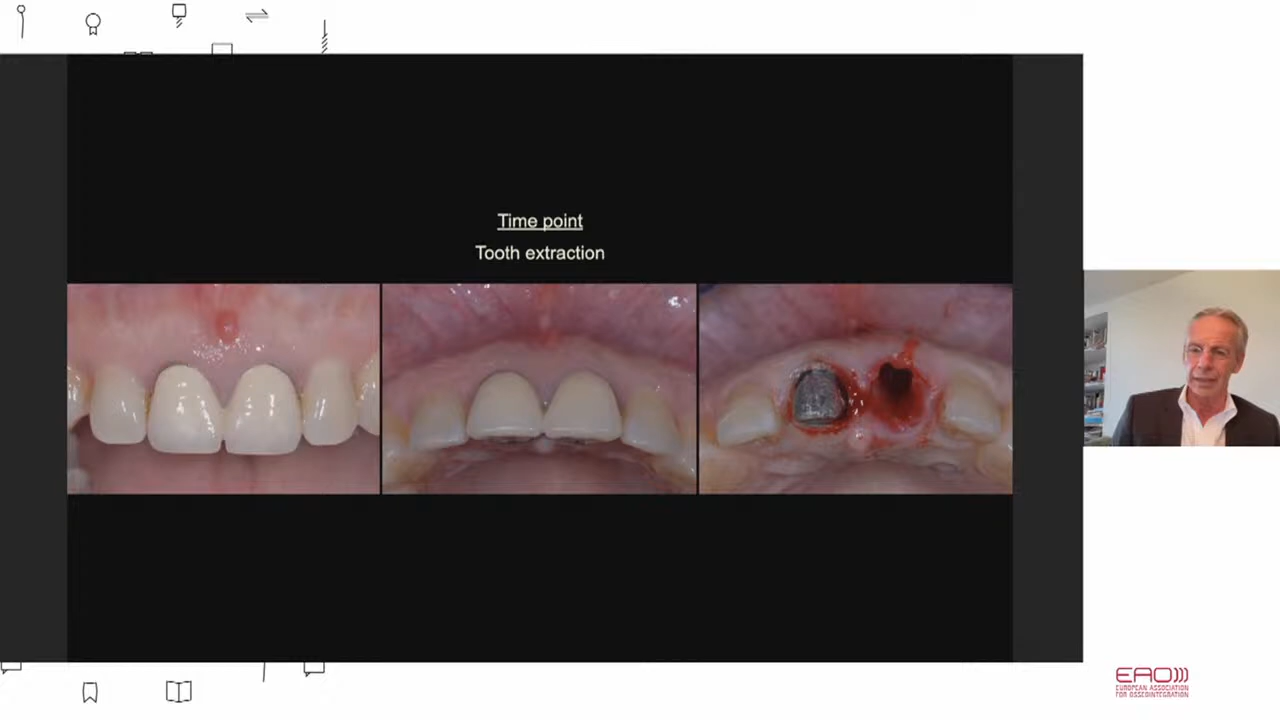 Time point
Tooth extraction
EAO
EUROPEAN ASSOCIATION
FOR OSSEOINTEGRATION